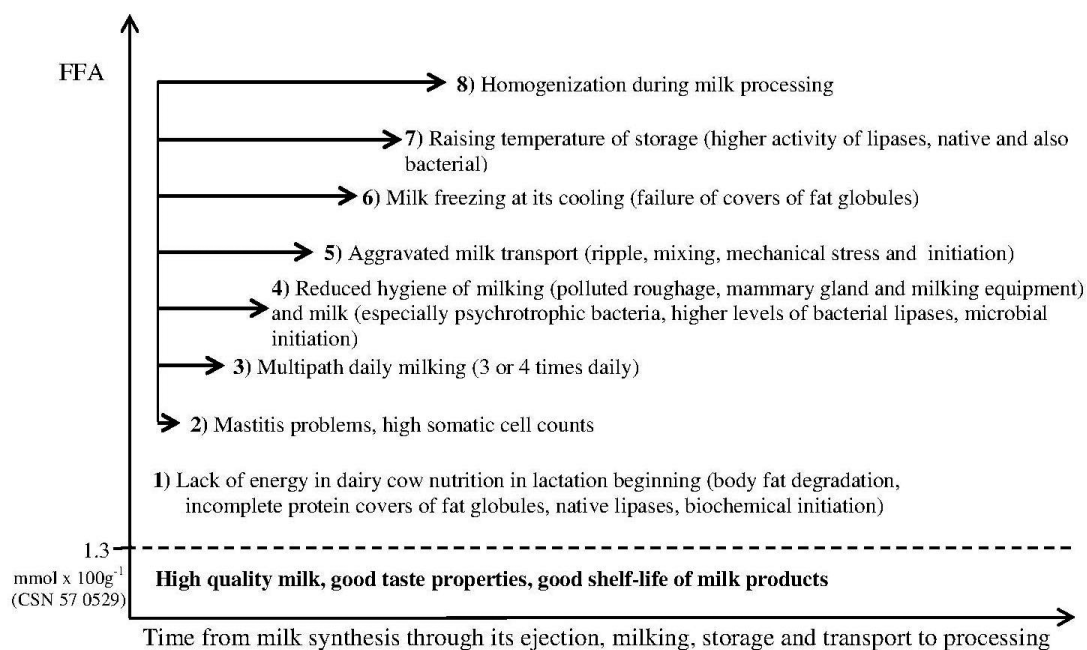 FFA
8) Homogenization during milk processing
7) Raising temperature of storage (higher activity of lipases, native and also
bacterial)
6) Milk freezing at its cooling (failure of covers of fat globules)
5) Aggravated milk transport (ripple, mixing, mechanical stress and initiation)
4) Reduced hygiene of milking (polluted roughage, mammary gland and milking equipment)
and milk (especially psychrotrophic bacteria, higher levels of bacterial lipases, microbial
initiation)
3) Multipath daily milking (3 or 4 times daily)
2) Mastitis problems, high somatic cell counts
1) Lack of energy in dairy cow nutrition in lactation beginning (body fat degradation,
incomplete protein covers of fat globules, native lipases, biochemical initiation)
1.3
mmol x 100g⁻¹
(CSN 57 0529)
High quality milk, good taste properties, good shelf-life of milk products
Time from milk synthesis through its ejection, milking, storage and transport to processing